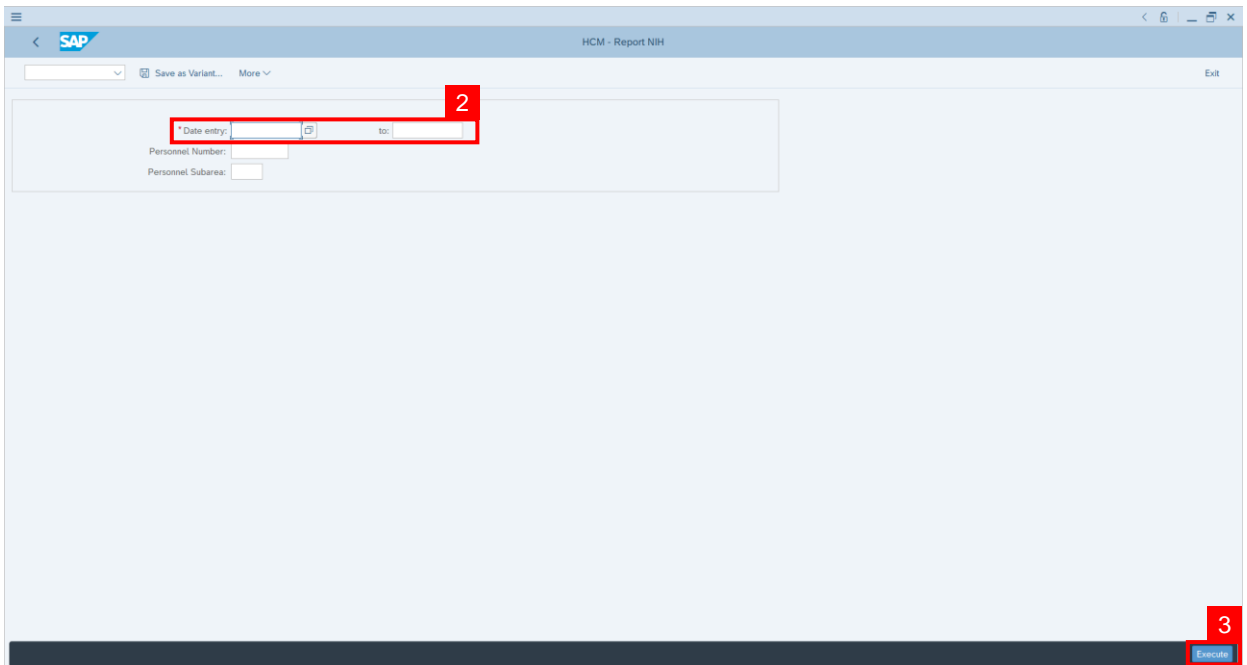 SAP
HCM - Report NIH
Save as Variant... More
Exit
2
* Date entry: to:
Personnel Number:
Personnel Subarea:
3
Execute